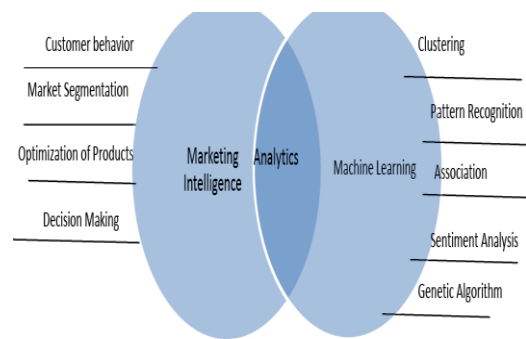 Customer behavior
Market Segmentation
Optimization of Products
Decision Making
Marketing
Intelligence
Analytics
Machine Learning
Clustering
Pattern Recognition
Association
Sentiment Analysis
Genetic Algorithm